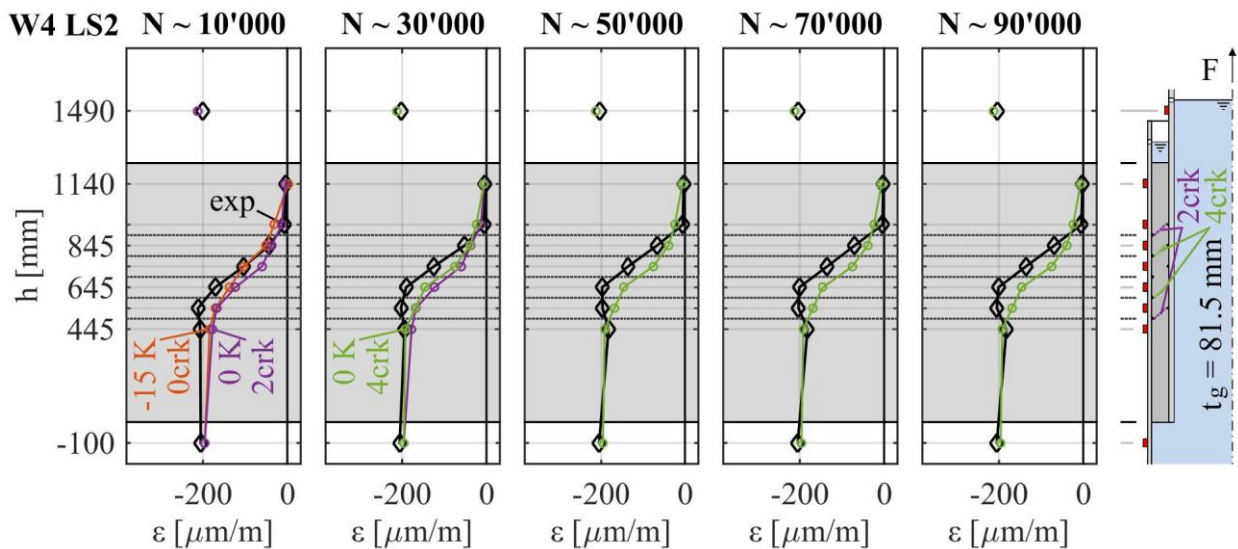 W4 LS2 N ~ 10'000 N ~ 30'000 N ~ 50'000 N ~ 70'000 N ~ 90'000
F
1490
1140
exp
845
645
445
-100
h [mm]
-15 K
0crk
0 K
2crk
0 K
4crk
2crk
4crk
t_g = 81.5 mm
-200 0 -200 0 -200 0 -200 0 -200 0
ε [μm/m] ε [μm/m] ε [μm/m] ε [μm/m] ε [μm/m]